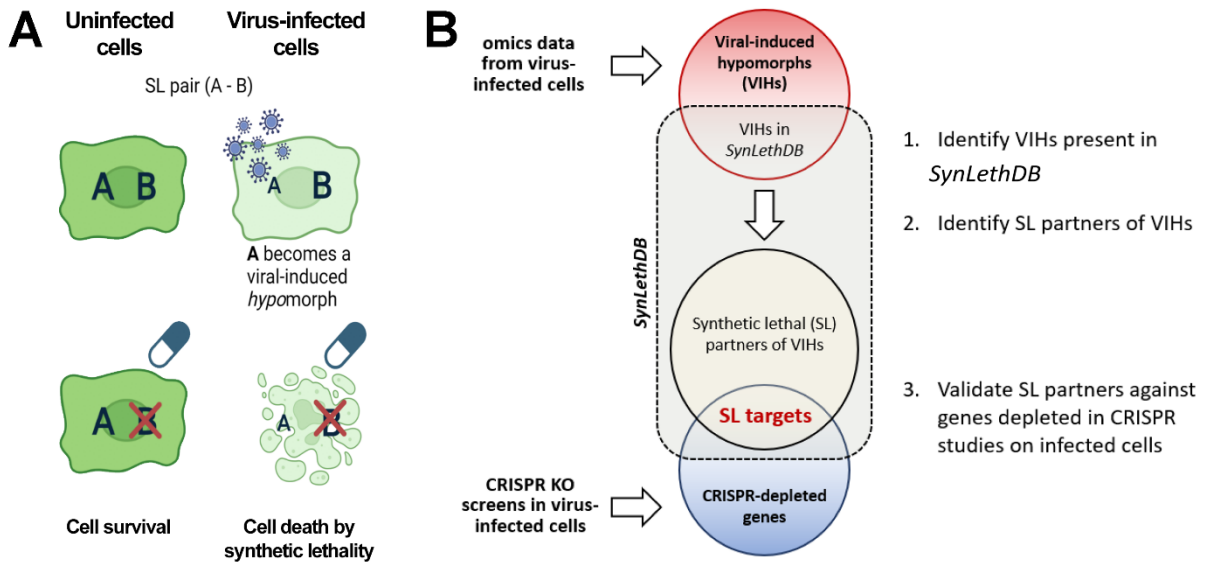 A
Uninfected
cells
Virus-infected
cells
SL pair (A - B)
A B
A B
A becomes a
viral-induced
hypomorph
A B
A B
Cell survival
Cell death by
synthetic lethality
B
omics data
from virus-
infected cells
Viral-induced
hypomorphs
(VIHs)
VIHs in
SynLethDB
SynLethDB
Synthetic lethal (SL)
partners of VIHs
SL targets
CRISPR KO
screens in virus-
infected cells
CRISPR-depleted
genes
1. Identify VIHs present in
SynLethDB
2. Identify SL partners of VIHs
3. Validate SL partners against
genes depleted in CRISPR
studies on infected cells